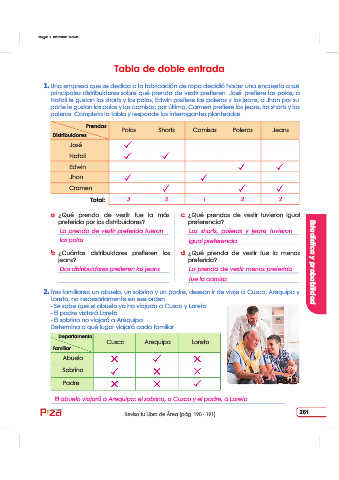 Tabla de doble entrada
1. Una empresa que se dedica a la fabricación de ropa decidió hacer una encuesta a sus
principales distribuidores sobre qué prenda de vestir prefieren. José prefiere los polos, a
Natali le gustan los shorts y los polos, Edwin prefiere los poleros y los jeans, a Jhon por su
parte le gustan los polos y las camisas; por último, Carmen prefiere los jeans, los shorts y los
poleros. Completa la tabla y responde las interrogantes planteadas
Prendas
Distribuidores
Polos Shorts Camisas Poleros Jeans
José
Natali
Edwin
Jhon
Cramen
Total: 3 2 1 2 2
a. ¿Qué prenda de vestir fue la más
preferida por los distribuidores?
La prenda de vestir preferida fueron
los polos
b. ¿Cuántos distribuidores prefieren los
jeans?
Dos distribuidores prefieren los jeans
c. ¿Qué prendas de vestir tuvieron igual
preferencia?
Los shorts, poleros y jeans tuvieron
igual preferencia
d. ¿Qué prenda de vestir fue la menos
preferida?
La prenda de vestir menos preferida
fue la camisa
Estadística y probabilidad
2. Tres familiares: un abuelo, un sobrino y un padre, desean ir de viaje a Cusco, Arequipa y
Loreto, no necesariamente en ese orden
- Se sabe que el abuelo ya ha viajado a Cusco y Loreto
- El padre visitará Loreto
- El sobrino no viajará a Arequipa
Determina a qué lugar viajará cada familiar
Departamento
Familiar
Cusco Arequipa Loreto
Abuelo
Sobrino
Padre
El abuelo viajará a Arequipa; el sobrino, a Cusco y el padre, a Loreto
Revisa tu Libro de Área (pág. 190 - 191)
261